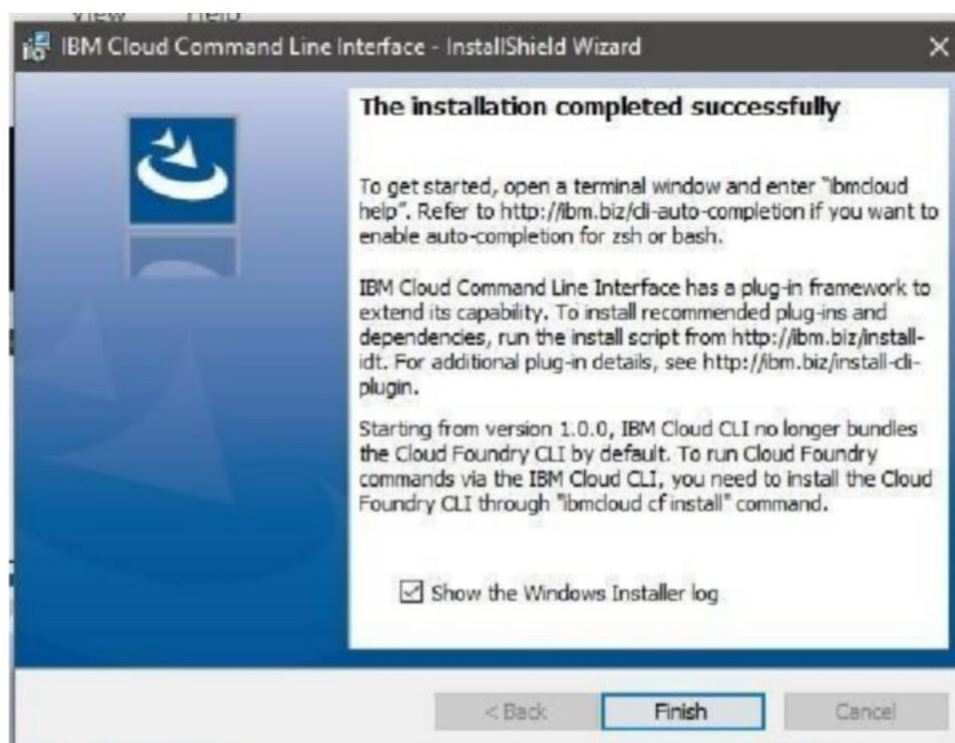 View Help
IBM Cloud Command Line Interface - InstallShield Wizard
The installation completed successfully
To get started, open a terminal window and enter "ibmcloud
help". Refer to http://ibm.biz/cli-auto-completion if you want to
enable auto-completion for zsh or bash.
IBM Cloud Command Line Interface has a plug-in framework to
extend its capability. To install recommended plug-ins and
dependencies, run the install script from http://ibm.biz/install-
idt. For additional plug-in details, see http://ibm.biz/install-cli-
plugin.
Starting from version 1.0.0, IBM Cloud CLI no longer bundles
the Cloud Foundry CLI by default. To run Cloud Foundry
commands via the IBM Cloud CLI, you need to install the Cloud
Foundry CLI through "ibmcloud cf install" command.
Show the Windows Installer log
< Back Finish Cancel